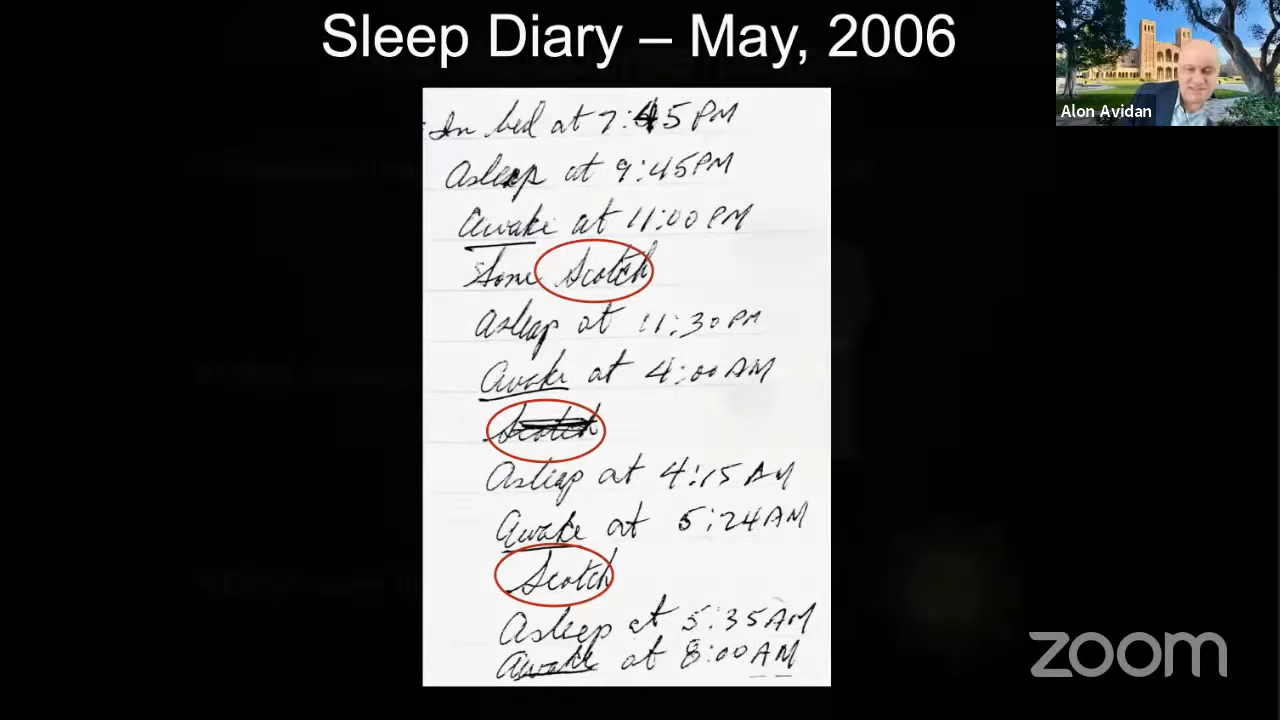 Sleep Diary – May, 2006
Alon Avidan
In bed at 7:45 PM
Asleep at 9:45 PM
Awake at 11:00 PM
Some Scotch
Asleep at 11:30 PM
Awake at 4:00 AM
Scotch
Asleep at 4:15 AM
Awake at 5:24 AM
Scotch
Asleep at 5:35 AM
Awake at 8:00 AM
zoom